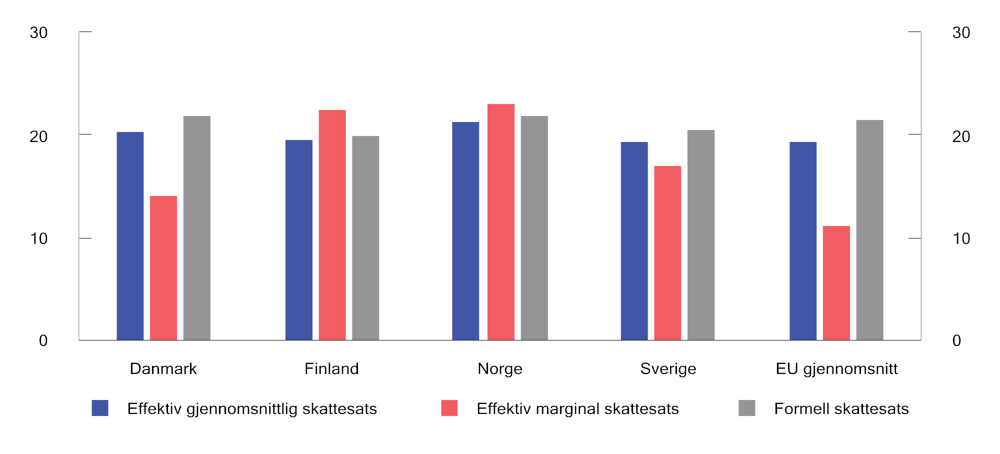 30 30
20 20
10 10
0 0
Danmark Finland Norge Sverige EU gjennomsnitt
Effektiv gjennomsnittlig skattesats Effektiv marginal skattesats Formell skattesats